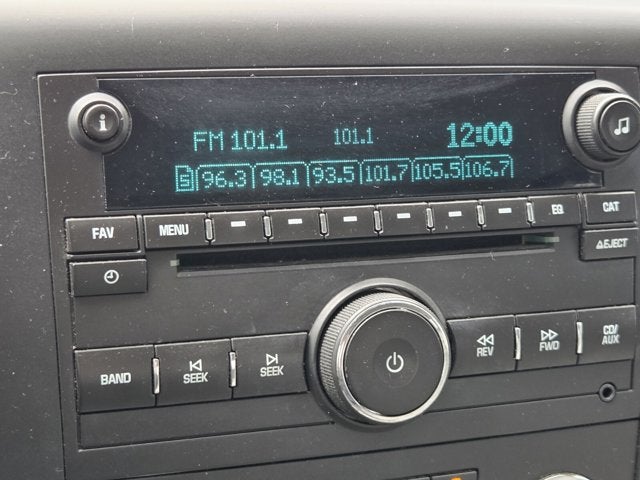 FM 101.1 101.1 12:00
5 96.3 98.1 93.5 101.7 105.5 106.7
FAV MENU EQ CAT
EJECT
BAND SEEK SEEK REV FWD CD/
AUX